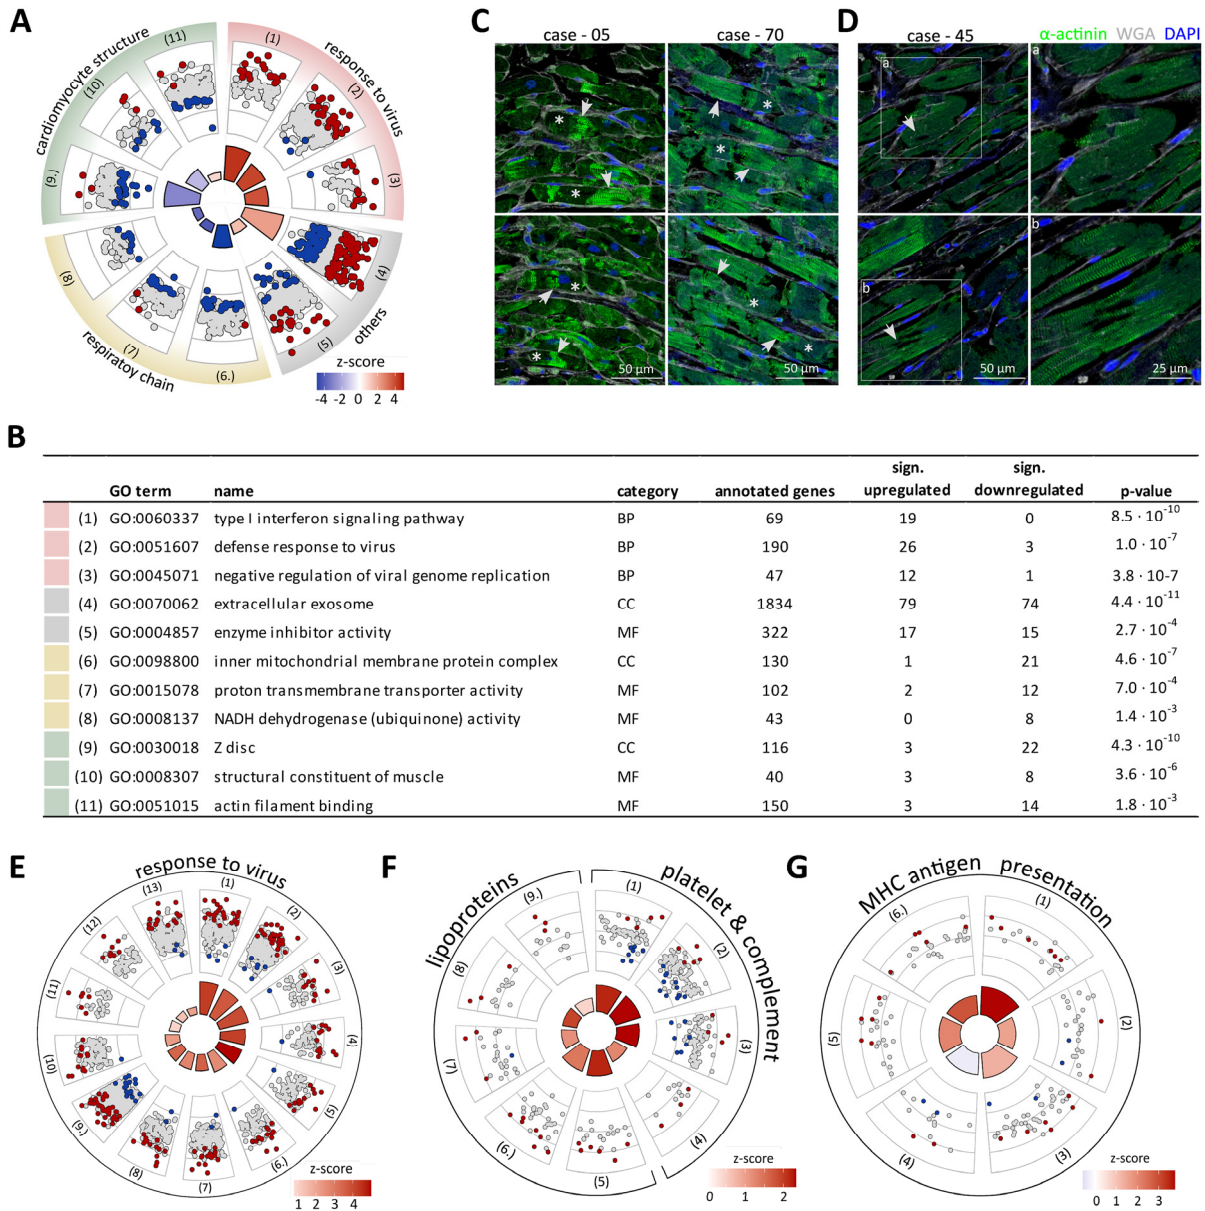 A
cardiomyocyte structure
response to virus
others
respiratoy chain
(1)
(2)
(3)
(4)
(5)
(6.)
(7)
(8)
(9.)
(10)
(11)
z-score
-4 -2 0 2 4
C
case - 05
case - 70
*
*
*
*
*
*
*
*
50 µm
50 µm
D
case - 45
α-actinin WGA DAPI
a
a
b
b
50 µm
25 µm
B
GO term name category annotated genes sign. upregulated sign. downregulated p-value
(1) GO:0060337 type I interferon signaling pathway BP 69 19 0 8.5 · 10-10
(2) GO:0051607 defense response to virus BP 190 26 3 1.0 · 10-7
(3) GO:0045071 negative regulation of viral genome replication BP 47 12 1 3.8 · 10-7
(4) GO:0070062 extracellular exosome CC 1834 79 74 4.4 · 10-11
(5) GO:0004857 enzyme inhibitor activity MF 322 17 15 2.7 · 10-4
(6) GO:0098800 inner mitochondrial membrane protein complex CC 130 1 21 4.6 · 10-7
(7) GO:0015078 proton transmembrane transporter activity MF 102 2 12 7.0 · 10-4
(8) GO:0008137 NADH dehydrogenase (ubiquinone) activity MF 43 0 8 1.4 · 10-3
(9) GO:0030018 Z disc CC 116 3 22 4.3 · 10-10
(10) GO:0008307 structural constituent of muscle MF 40 3 8 3.6 · 10-6
(11) GO:0051015 actin filament binding MF 150 3 14 1.8 · 10-3
E
response to virus
(1)
(2)
(3)
(4)
(5)
(6.)
(7)
(8)
(9.)
(10)
(11)
(12)
(13)
z-score
1 2 3 4
F
lipoproteins
platelet & complement
(1)
(2)
(3)
(4)
(5)
(6.)
(7)
(8)
(9.)
z-score
0 1 2
G
MHC antigen presentation
(1)
(2)
(3)
(4)
(5)
(6.)
z-score
0 1 2 3